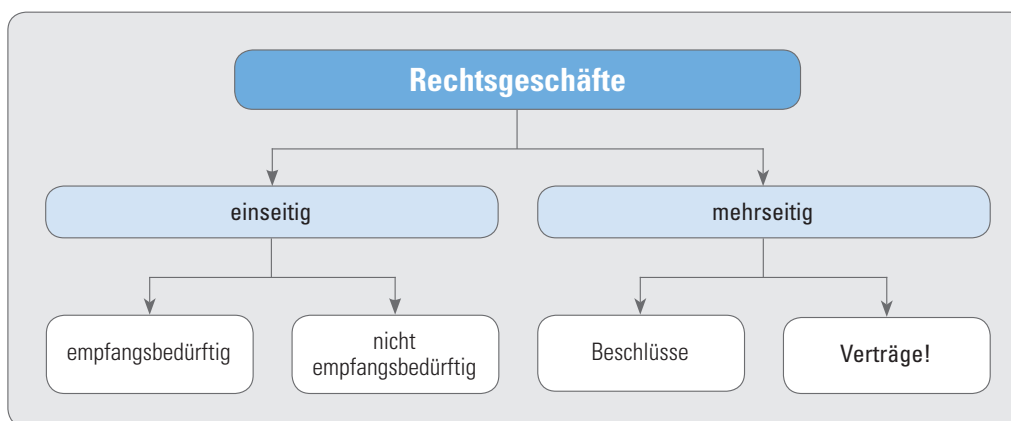 Rechtsgeschäfte
einseitig
mehrseitig
empfangsbedürftig
nicht
empfangsbedürftig
Beschlüsse
Verträge!